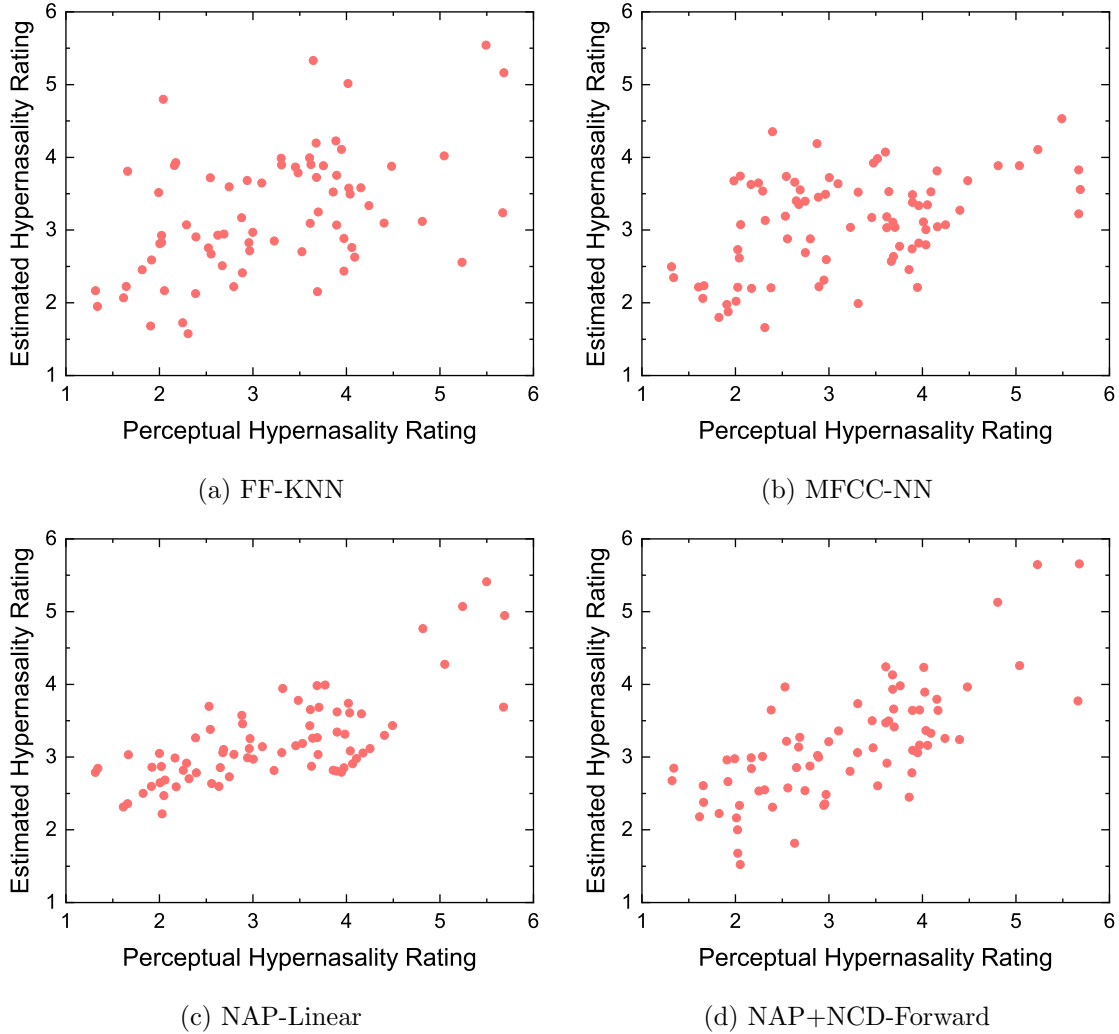 6
5
4
3
2
1
Estimated Hypernasality Rating
1 2 3 4 5 6
Perceptual Hypernasality Rating
(a) FF-KNN
6
5
4
3
2
1
Estimated Hypernasality Rating
1 2 3 4 5 6
Perceptual Hypernasality Rating
(b) MFCC-NN
6
5
4
3
2
1
Estimated Hypernasality Rating
1 2 3 4 5 6
Perceptual Hypernasality Rating
(c) NAP-Linear
6
5
4
3
2
1
Estimated Hypernasality Rating
1 2 3 4 5 6
Perceptual Hypernasality Rating
(d) NAP+NCD-Forward